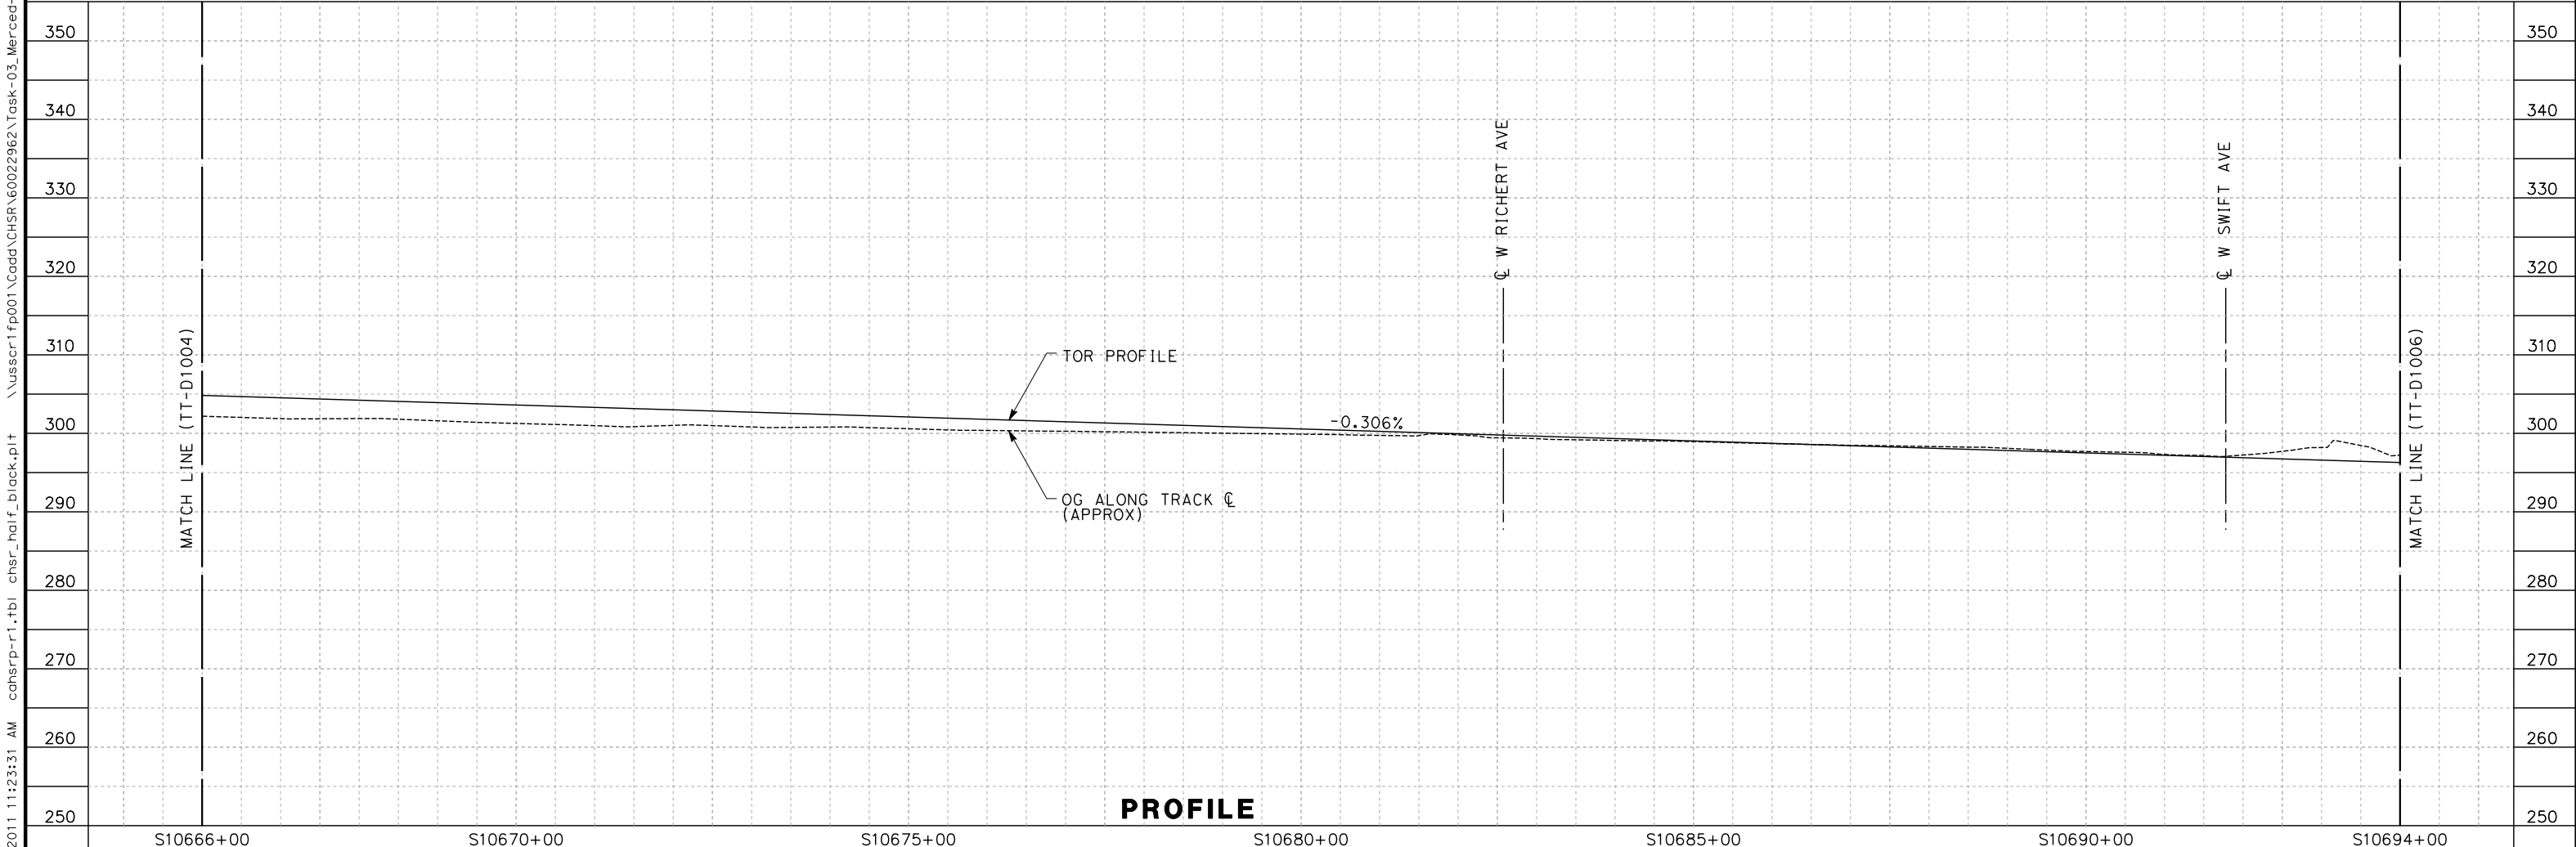 \\usscr1fp001\Cadd\CHSR\60022962\Task-03_Merced-
chsr_half_black.plt
cahsrp-r1.tbl
2011 11:23:31 AM
350
340
330
320
310
300
290
280
270
260
250
MATCH LINE (TT-D1004)
TOR PROFILE
OG ALONG TRACK ℄
(APPROX)
-0.306%
℄ W RICHERT AVE
℄ W SWIFT AVE
MATCH LINE (TT-D1006)
350
340
330
320
310
300
290
280
270
260
250
PROFILE
S10666+00 S10670+00 S10675+00 S10680+00 S10685+00 S10690+00 S10694+00